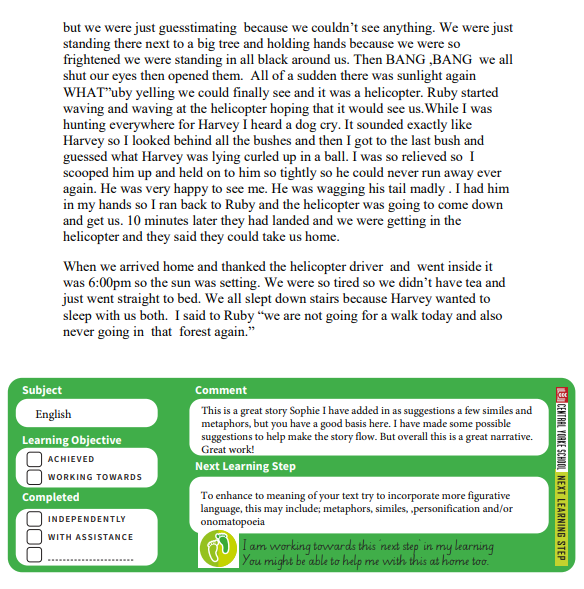 but we were just guesstimating  because we couldn't see anything. We were just
standing there next to a big tree and holding hands because we were so
frightened we were standing in all black around us. Then BANG ,BANG  we all
shut our eyes then opened them.  All of a sudden there was sunlight again
WHAT"uby yelling we could finally see and it was a helicopter. Ruby started
waving and waving at the helicopter hoping that it would see us.While I was
hunting everywhere for Harvey I heard a dog cry. It sounded exactly like
Harvey so I looked behind all the bushes and then I got to the last bush and
guessed what Harvey was lying curled up in a ball. I was so relieved so  I
scooped him up and held on to him so tightly so he could never run away ever
again. He was very happy to see me. He was wagging his tail madly . I had him
in my hands so I ran back to Ruby and the helicopter was going to come down
and get us. 10 minutes later they had landed and we were getting in the
helicopter and they said they could take us home.

When we arrived home and thanked the helicopter driver  and  went inside it
was 6:00pm so the sun was setting. We were so tired so we didn't have tea and
just went straight to bed. We all slept down stairs because Harvey wanted to
sleep with us both.  I said to Ruby "we are not going for a walk today and also
never going in  that  forest again."

Subject
English
Learning Objective
ACHIEVED
WORKING TOWARDS
Completed
INDEPENDENTLY
WITH ASSISTANCE
Comment
This is a great story Sophie I have added in as suggestions a few similes and
metaphors, but you have a good basis here. I have made some possible
suggestions to help make the story flow. But overall this is a great narrative.
Great work!
Next Learning Step
To enhance to meaning of your text try to incorporate more figurative
language, this may include; metaphors, similes, ,personification and/or
onomatopoeia
I am working towards this 'next step' in my learning
You might be able to help me with this at home too.
CENTRAL YORKE SCHOOL
NEXT LEARNING STEP